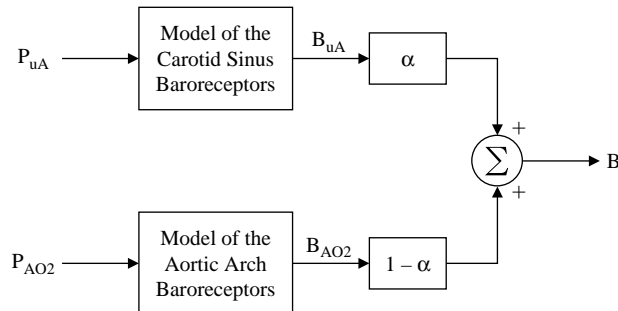 P_uA
Model of the
Carotid Sinus
Baroreceptors
B_uA
α
+
Σ
B
+
P_AO2
Model of the
Aortic Arch
Baroreceptors
B_AO2
1 – α